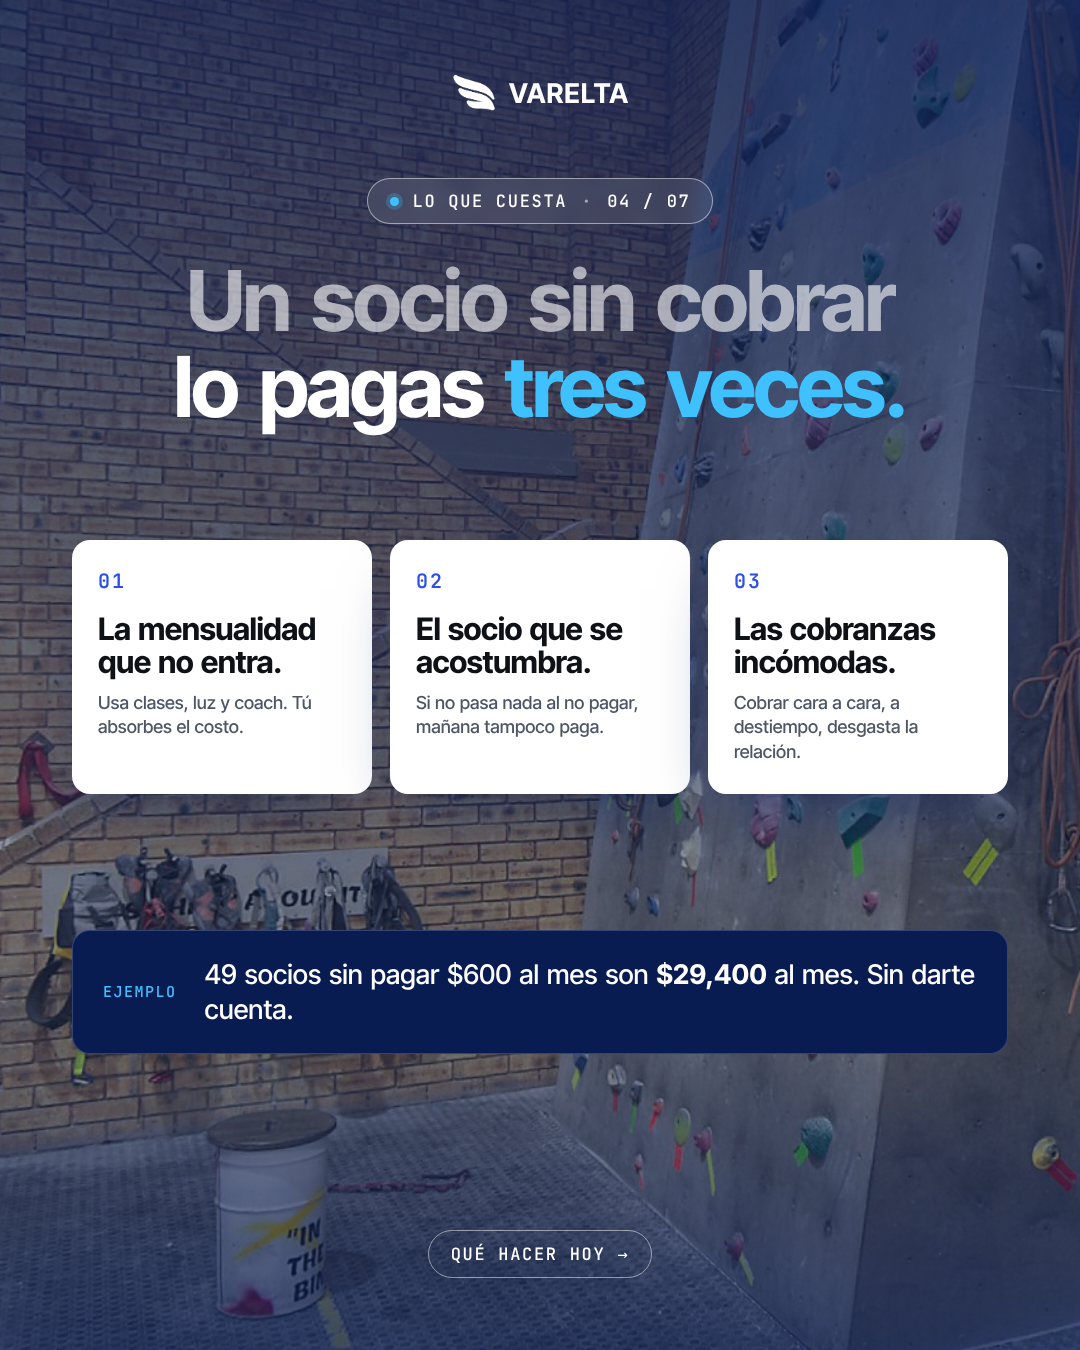 VARELTA
LO QUE CUESTA · 04 / 07
Un socio sin cobrar
lo pagas tres veces.
01
La mensualidad
que no entra.
Usa clases, luz y coach. Tú
absorbes el costo.
02
El socio que se
acostumbra.
Si no pasa nada al no pagar,
mañana tampoco paga.
03
Las cobranzas
incómodas.
Cobrar cara a cara, a
destiempo, desgasta la
relación.
EJEMPLO
49 socios sin pagar $600 al mes son $29,400 al mes. Sin darte
cuenta.
"IN
THE
BIN
QUÉ HACER HOY →